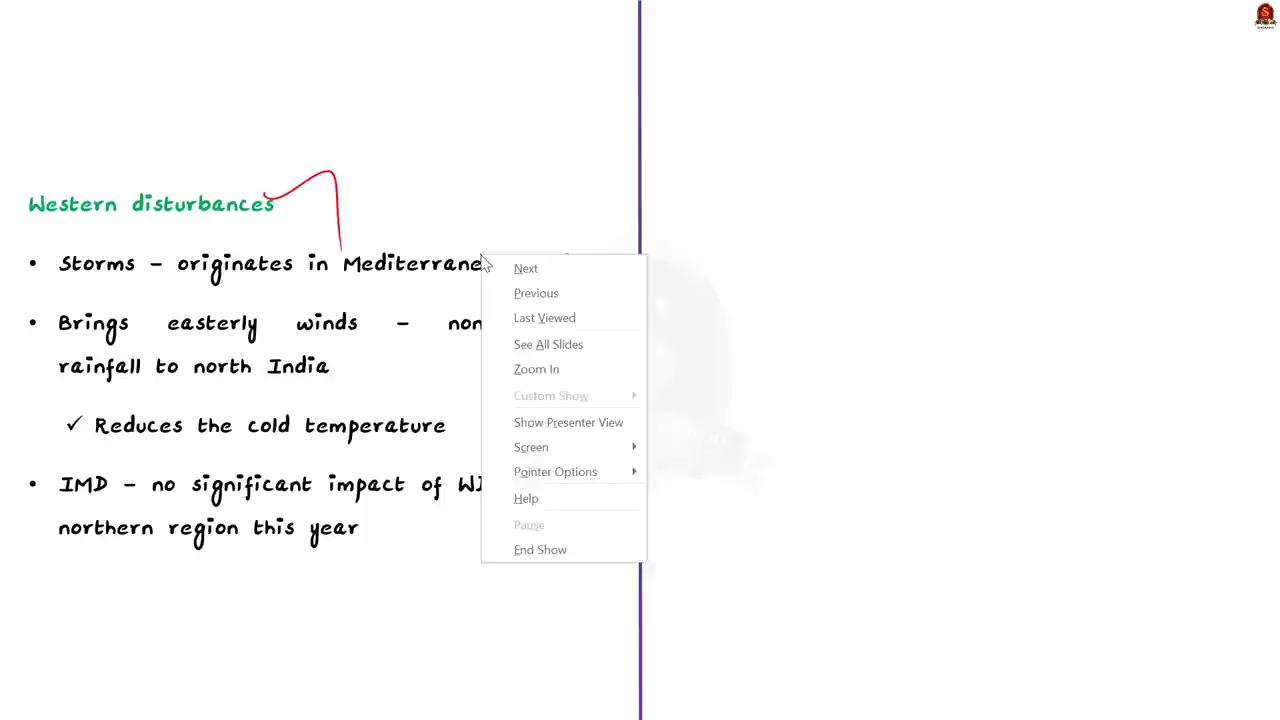 Western disturbances
• Storms – originates in Mediterrane
• Brings easterly winds – non
rainfall to north India
✓ Reduces the cold temperature
• IMD – no significant impact of WD
northern region this year
Next
Previous
Last Viewed
See All Slides
Zoom In
Custom Show
Show Presenter View
Screen
Pointer Options
Help
Pause
End Show